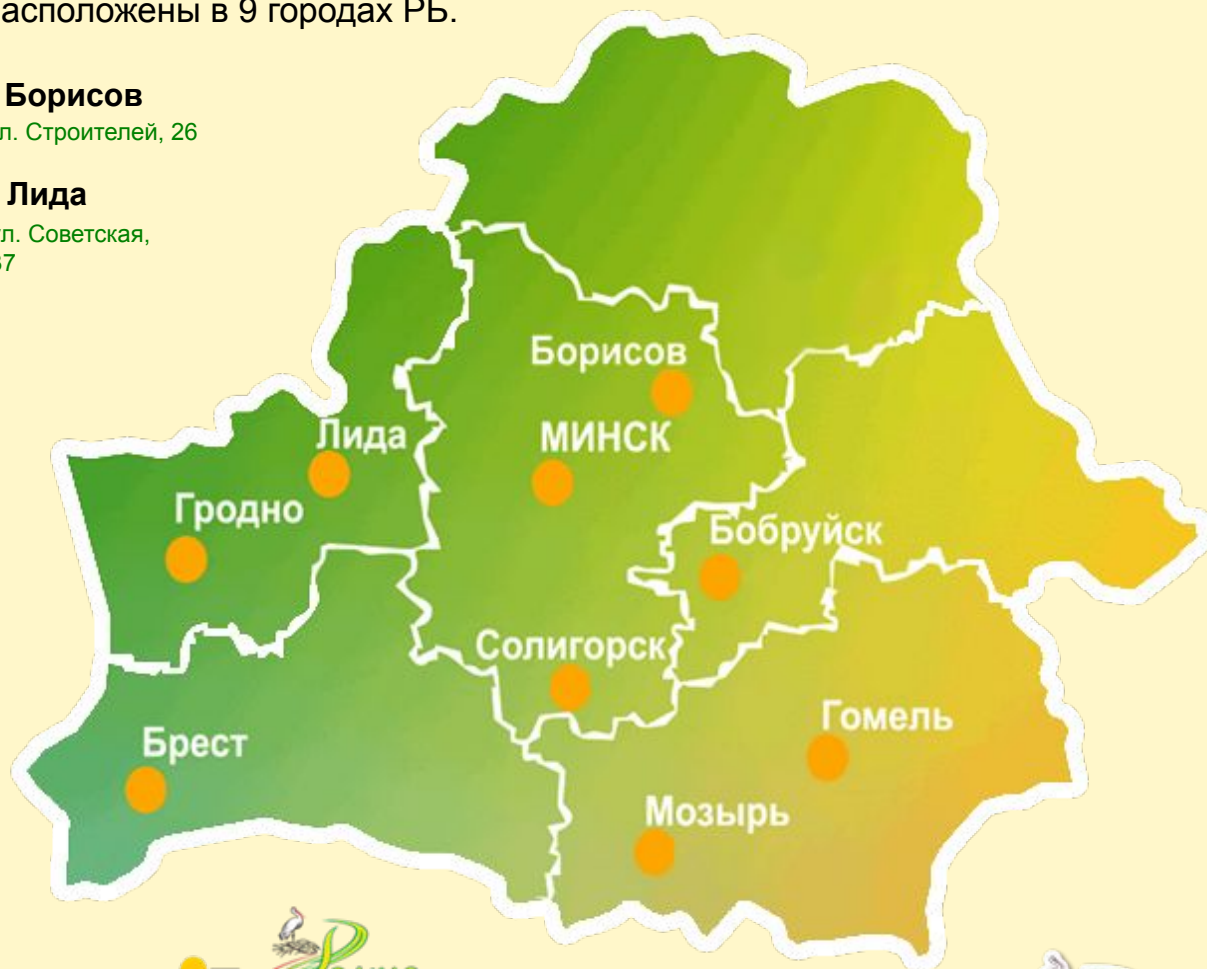 асположены в 9 городах РБ.
Борисов
л. Строителей, 26
Лида
л. Советская,
37
Борисов
Лида
МИНСК
Гродно
Бобруйск
Солигорск
Гомель
Брест
Мозырь